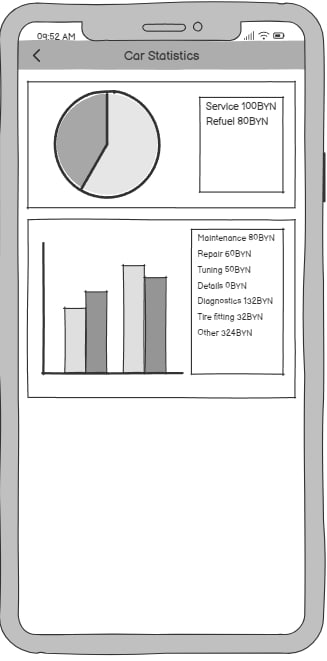 09:52 AM
Car Statistics
Service 100BYN
Refuel 80BYN
Maintenance 80BYN
Repair 60BYN
Tuning 50BYN
Details 0BYN
Diagnostics 132BYN
Tire fitting 32BYN
Other 324BYN